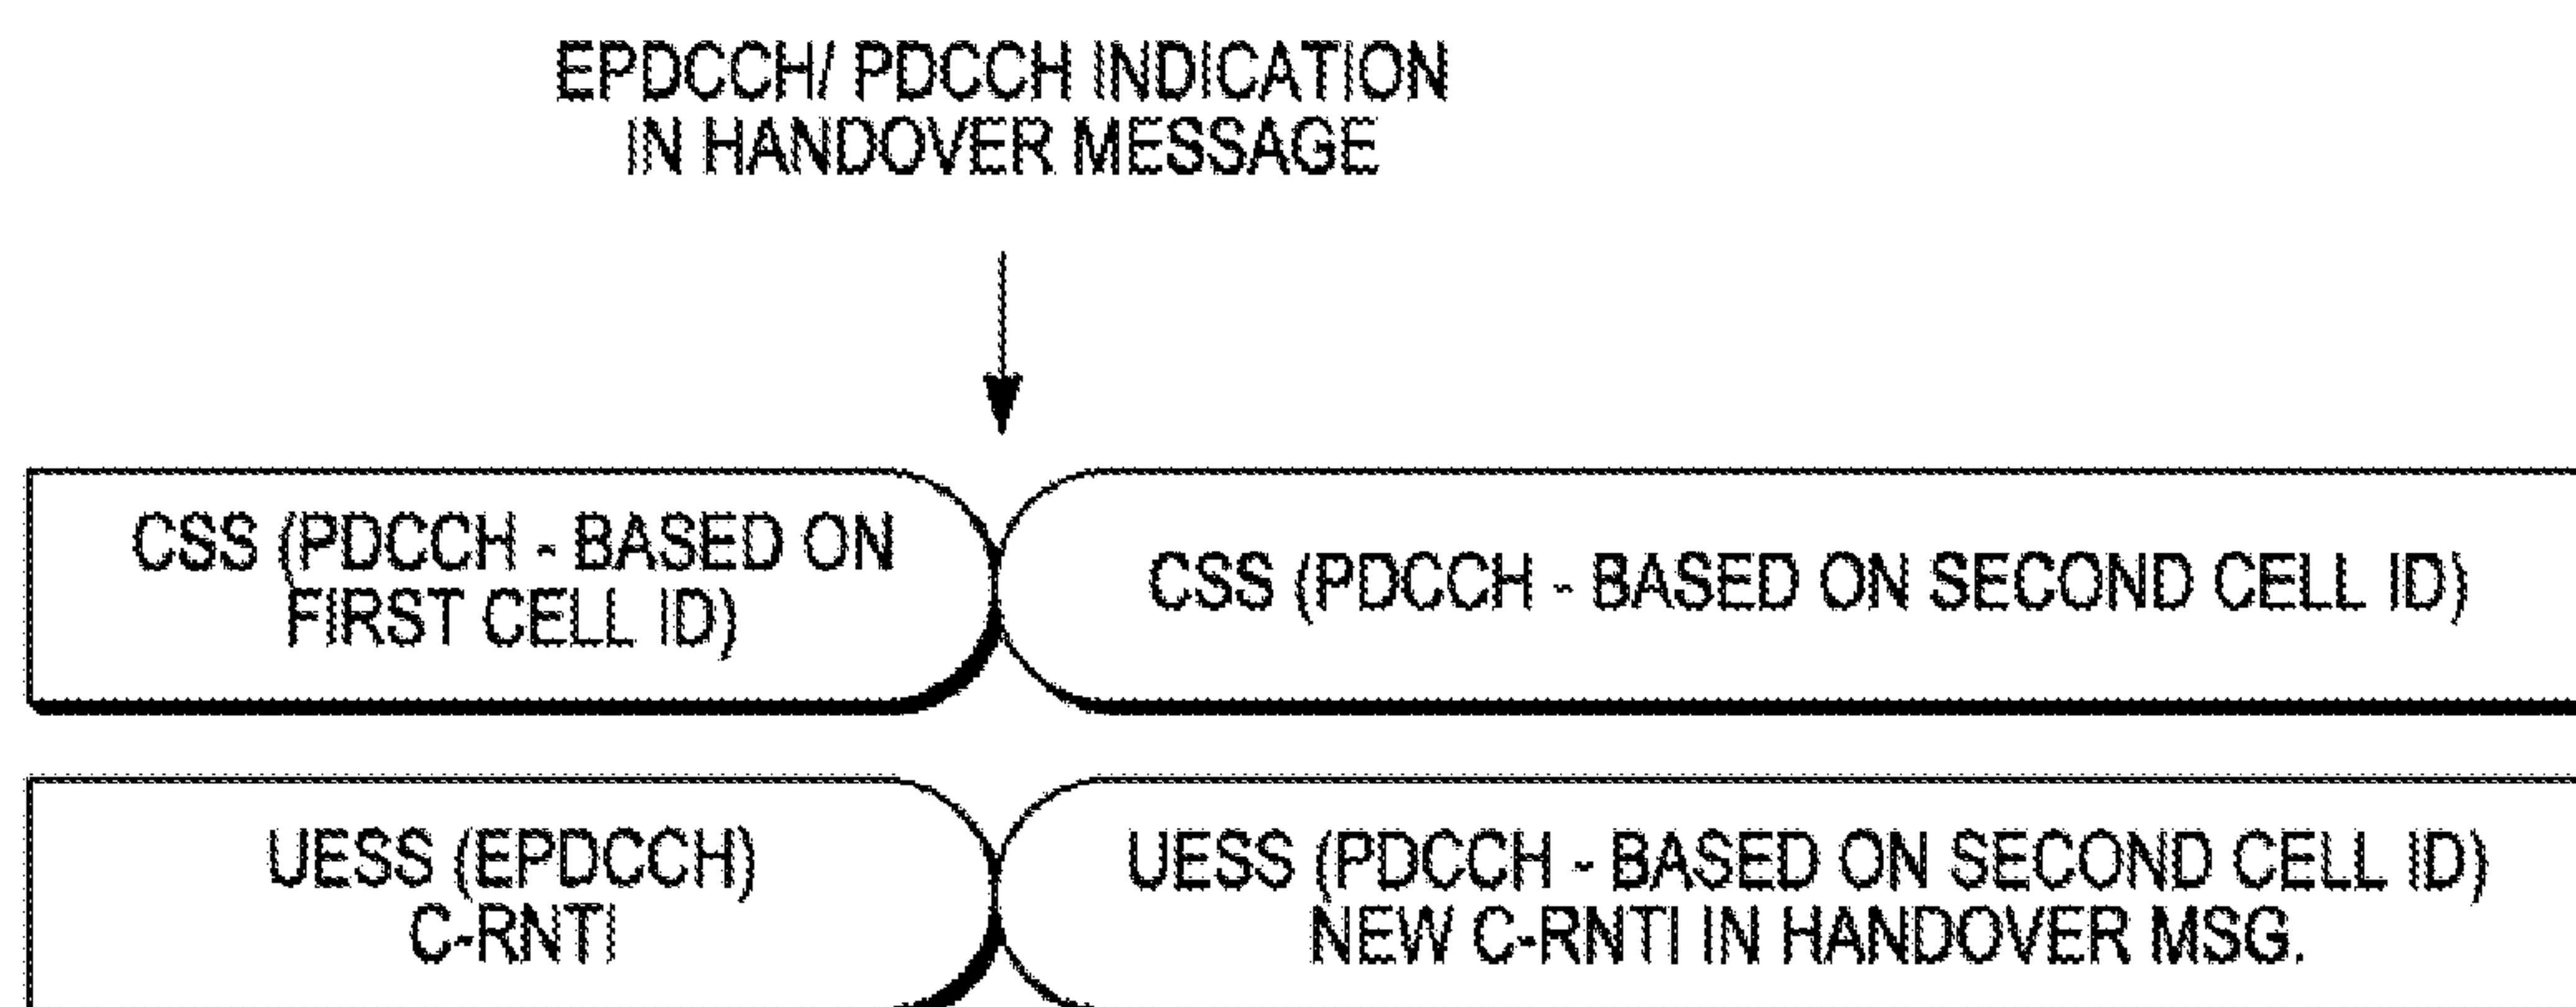 EPDCCH/ PDCCH INDICATION
IN HANDOVER MESSAGE
CSS (PDCCH - BASED ON
FIRST CELL ID)
CSS (PDCCH - BASED ON SECOND CELL ID)
UESS (EPDCCH)
C-RNTI
UESS (PDCCH - BASED ON SECOND CELL ID)
NEW C-RNTI IN HANDOVER MSG.